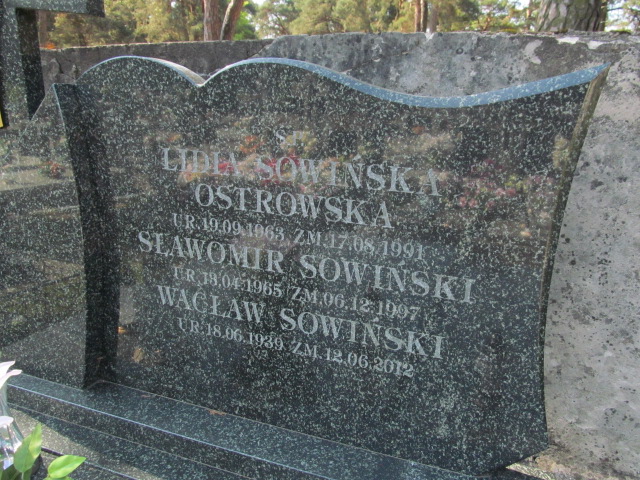 Ś
LIDIA SOWIŃSKA
OSTROWSKA
UR.19.09.1963 ZM.17.08.1991
SŁAWOMIR SOWIŃSKI
UR.18.04.1965 ZM.06.12.1997
WACŁAW SOWIŃSKI
UR.18.06.1939 ZM.12.06.2012